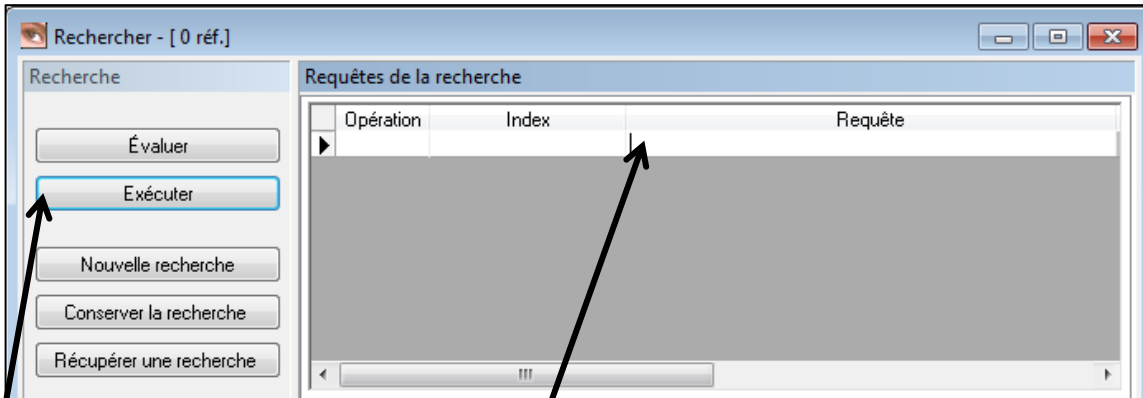 Rechercher - [ 0 réf.]
Recherche
Évaluer
Exécuter
Nouvelle recherche
Conserver la recherche
Récupérer une recherche
Requêtes de la recherche
Opération Index Requête